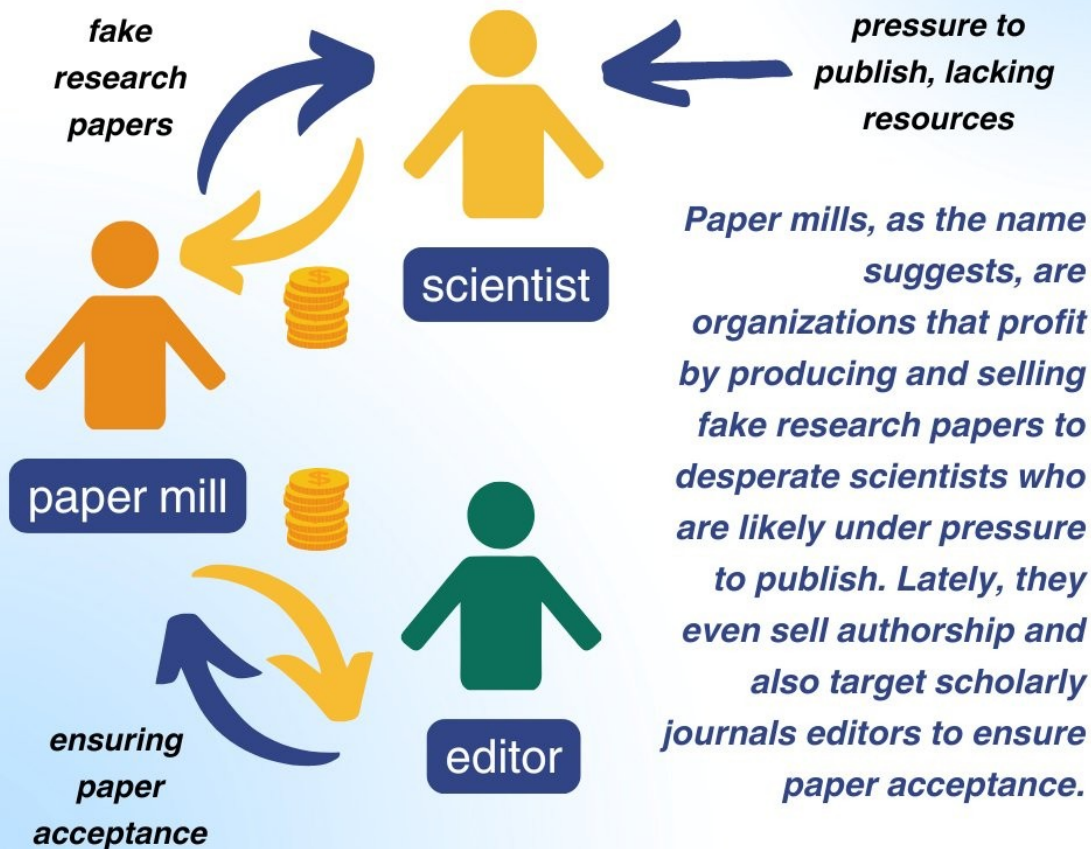 fake
research
papers
pressure to
publish, lacking
resources
scientist
Paper mills, as the name
suggests, are
organizations that profit
by producing and selling
fake research papers to
desperate scientists who
are likely under pressure
to publish. Lately, they
even sell authorship and
also target scholarly
journals editors to ensure
paper acceptance.
paper mill
$
$
editor
ensuring
paper
acceptance